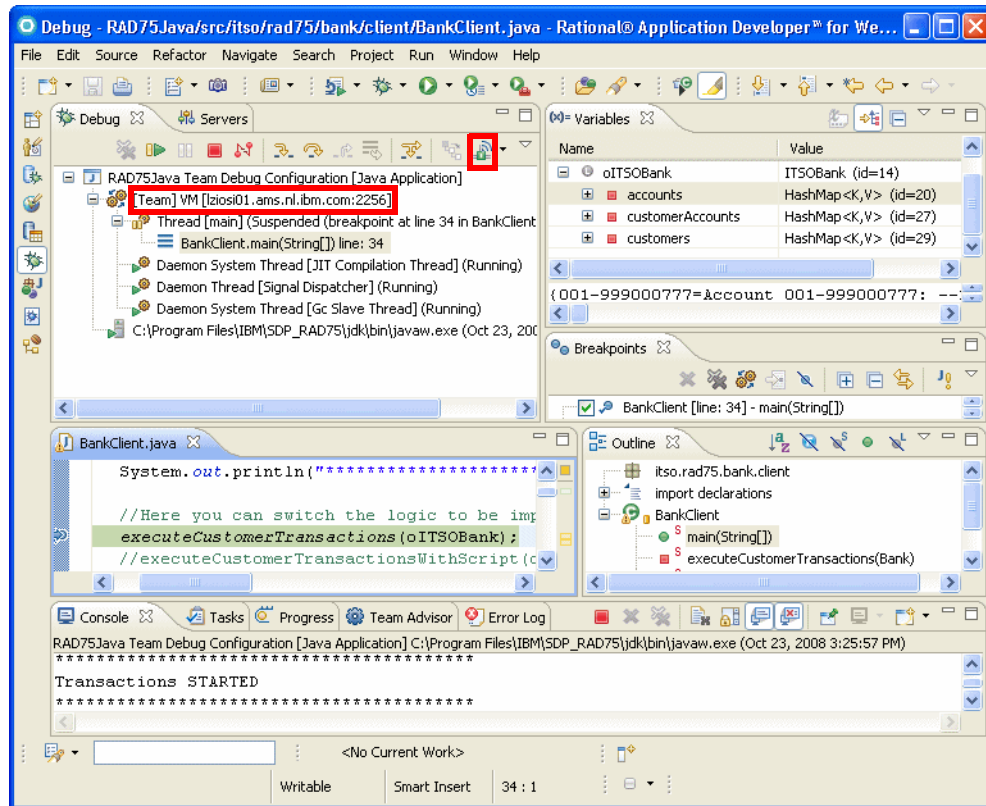 Debug - RAD75Java/src/itso/rad75/bank/client/BankClient.java - Rational® Application Developer™ for We...
File Edit Source Refactor Navigate Search Project Run Window Help
Debug Servers
RAD75Java Team Debug Configuration [Java Application]
[Team] VM [lziosi01.ams.nl.ibm.com:2256]
Thread [main] (Suspended (breakpoint at line 34 in BankClient
BankClient.main(String[]) line: 34
Daemon System Thread [JIT Compilation Thread] (Running)
Daemon Thread [Signal Dispatcher] (Running)
Daemon System Thread [Gc Slave Thread] (Running)
C:\Program Files\IBM\SDP_RAD75\jdk\bin\javaw.exe (Oct 23, 200
(x)= Variables
Name Value
oITSOBank ITSOBank (id=14)
accounts HashMap<K,V> (id=20)
customerAccounts HashMap<K,V> (id=27)
customers HashMap<K,V> (id=29)
{001-999000777=Account 001-999000777: --
Breakpoints
BankClient [line: 34] - main(String[])
BankClient.java
System.out.println("***********************
//Here you can switch the logic to be imp
executeCustomerTransactions(oITSOBank);
//executeCustomerTransactionsWithScript(
Outline
itso.rad75.bank.client
import declarations
BankClient
main(String[])
executeCustomerTransactions(Bank)
Console Tasks Progress Team Advisor Error Log
RAD75Java Team Debug Configuration [Java Application] C:\Program Files\IBM\SDP_RAD75\jdk\bin\javaw.exe (Oct 23, 2008 3:25:57 PM)
******************************************
Transactions STARTED
******************************************
<No Current Work>
Writable Smart Insert 34 : 1